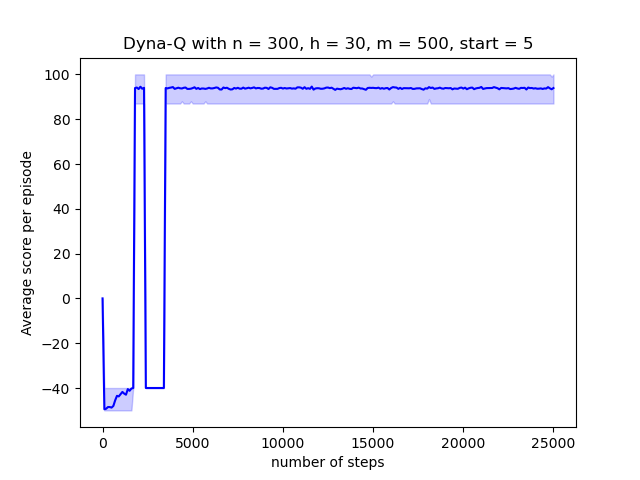 Dyna-Q with n = 300, h = 30, m = 500, start = 5
Average score per episode
100
80
60
40
20
0
−20
−40
0 5000 10000 15000 20000 25000
number of steps